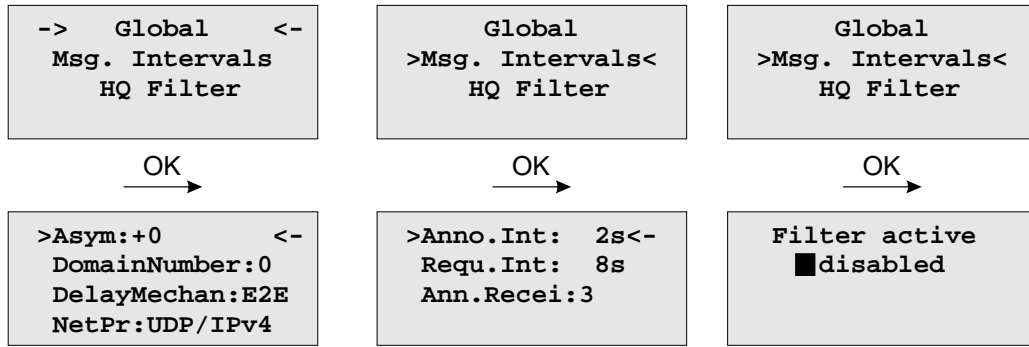 ->   Global   <-
Msg. Intervals
HQ Filter
OK
>Asym:+0        <-
DomainNumber:0
DelayMechan:E2E
NetPr:UDP/IPv4
Global
>Msg. Intervals<
HQ Filter
OK
>Anno.Int:  2s<-
Requ.Int:  8s
Ann.Recei:3
Global
>Msg. Intervals<
HQ Filter
OK
Filter active
disabled